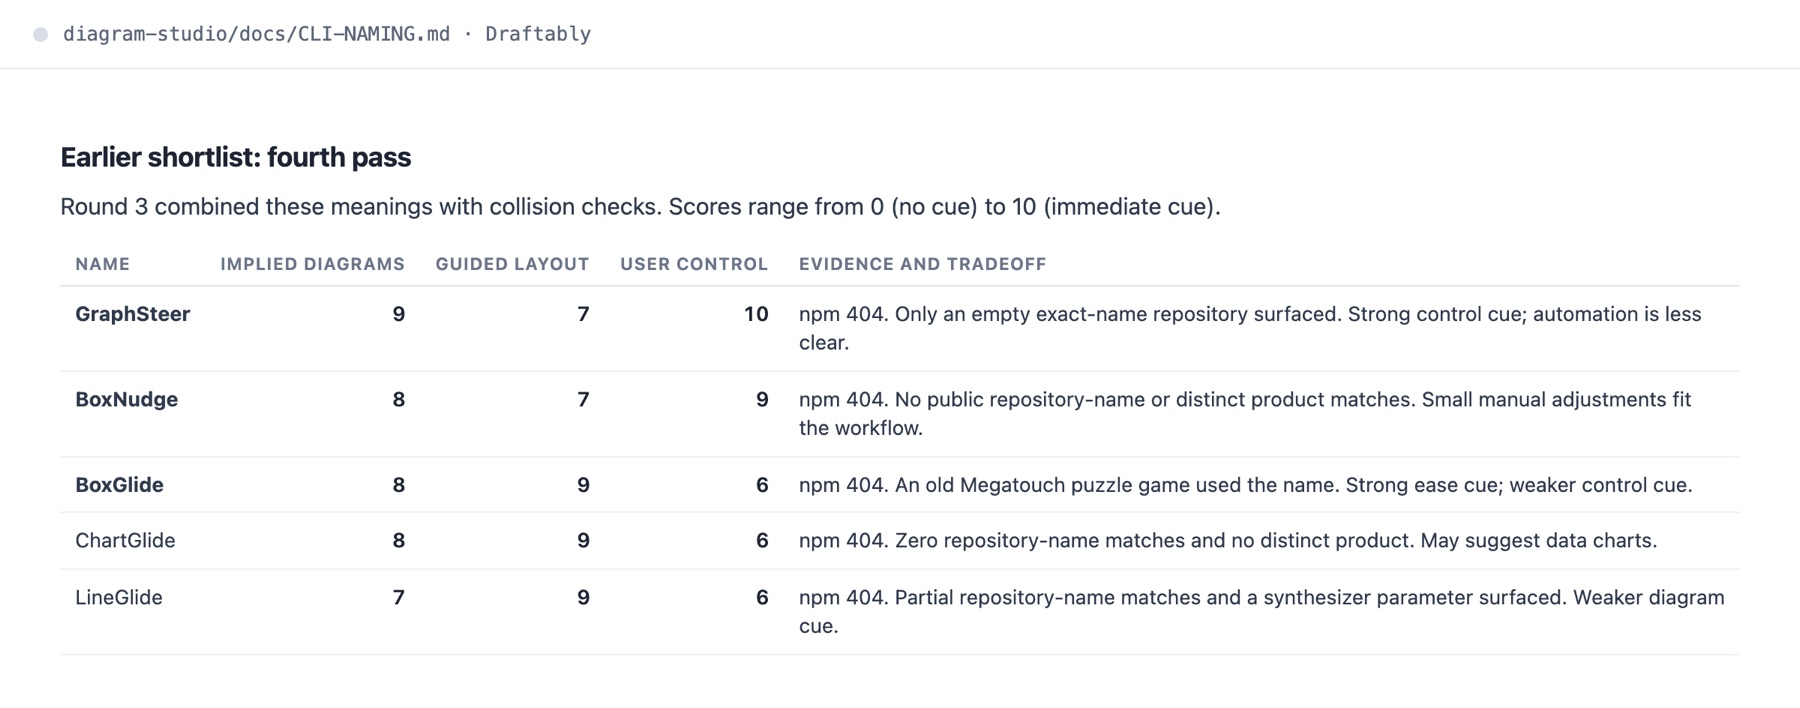 diagram-studio/docs/CLI-NAMING.md · Draftably
Earlier shortlist: fourth pass
Round 3 combined these meanings with collision checks. Scores range from 0 (no cue) to 10 (immediate cue).
NAME IMPLIED DIAGRAMS GUIDED LAYOUT USER CONTROL EVIDENCE AND TRADEOFF
GraphSteer 9 7 10 npm 404. Only an empty exact-name repository surfaced. Strong control cue; automation is less
clear.
BoxNudge 8 7 9 npm 404. No public repository-name or distinct product matches. Small manual adjustments fit
the workflow.
BoxGlide 8 9 6 npm 404. An old Megatouch puzzle game used the name. Strong ease cue; weaker control cue.
ChartGlide 8 9 6 npm 404. Zero repository-name matches and no distinct product. May suggest data charts.
LineGlide 7 9 6 npm 404. Partial repository-name matches and a synthesizer parameter surfaced. Weaker diagram
cue.